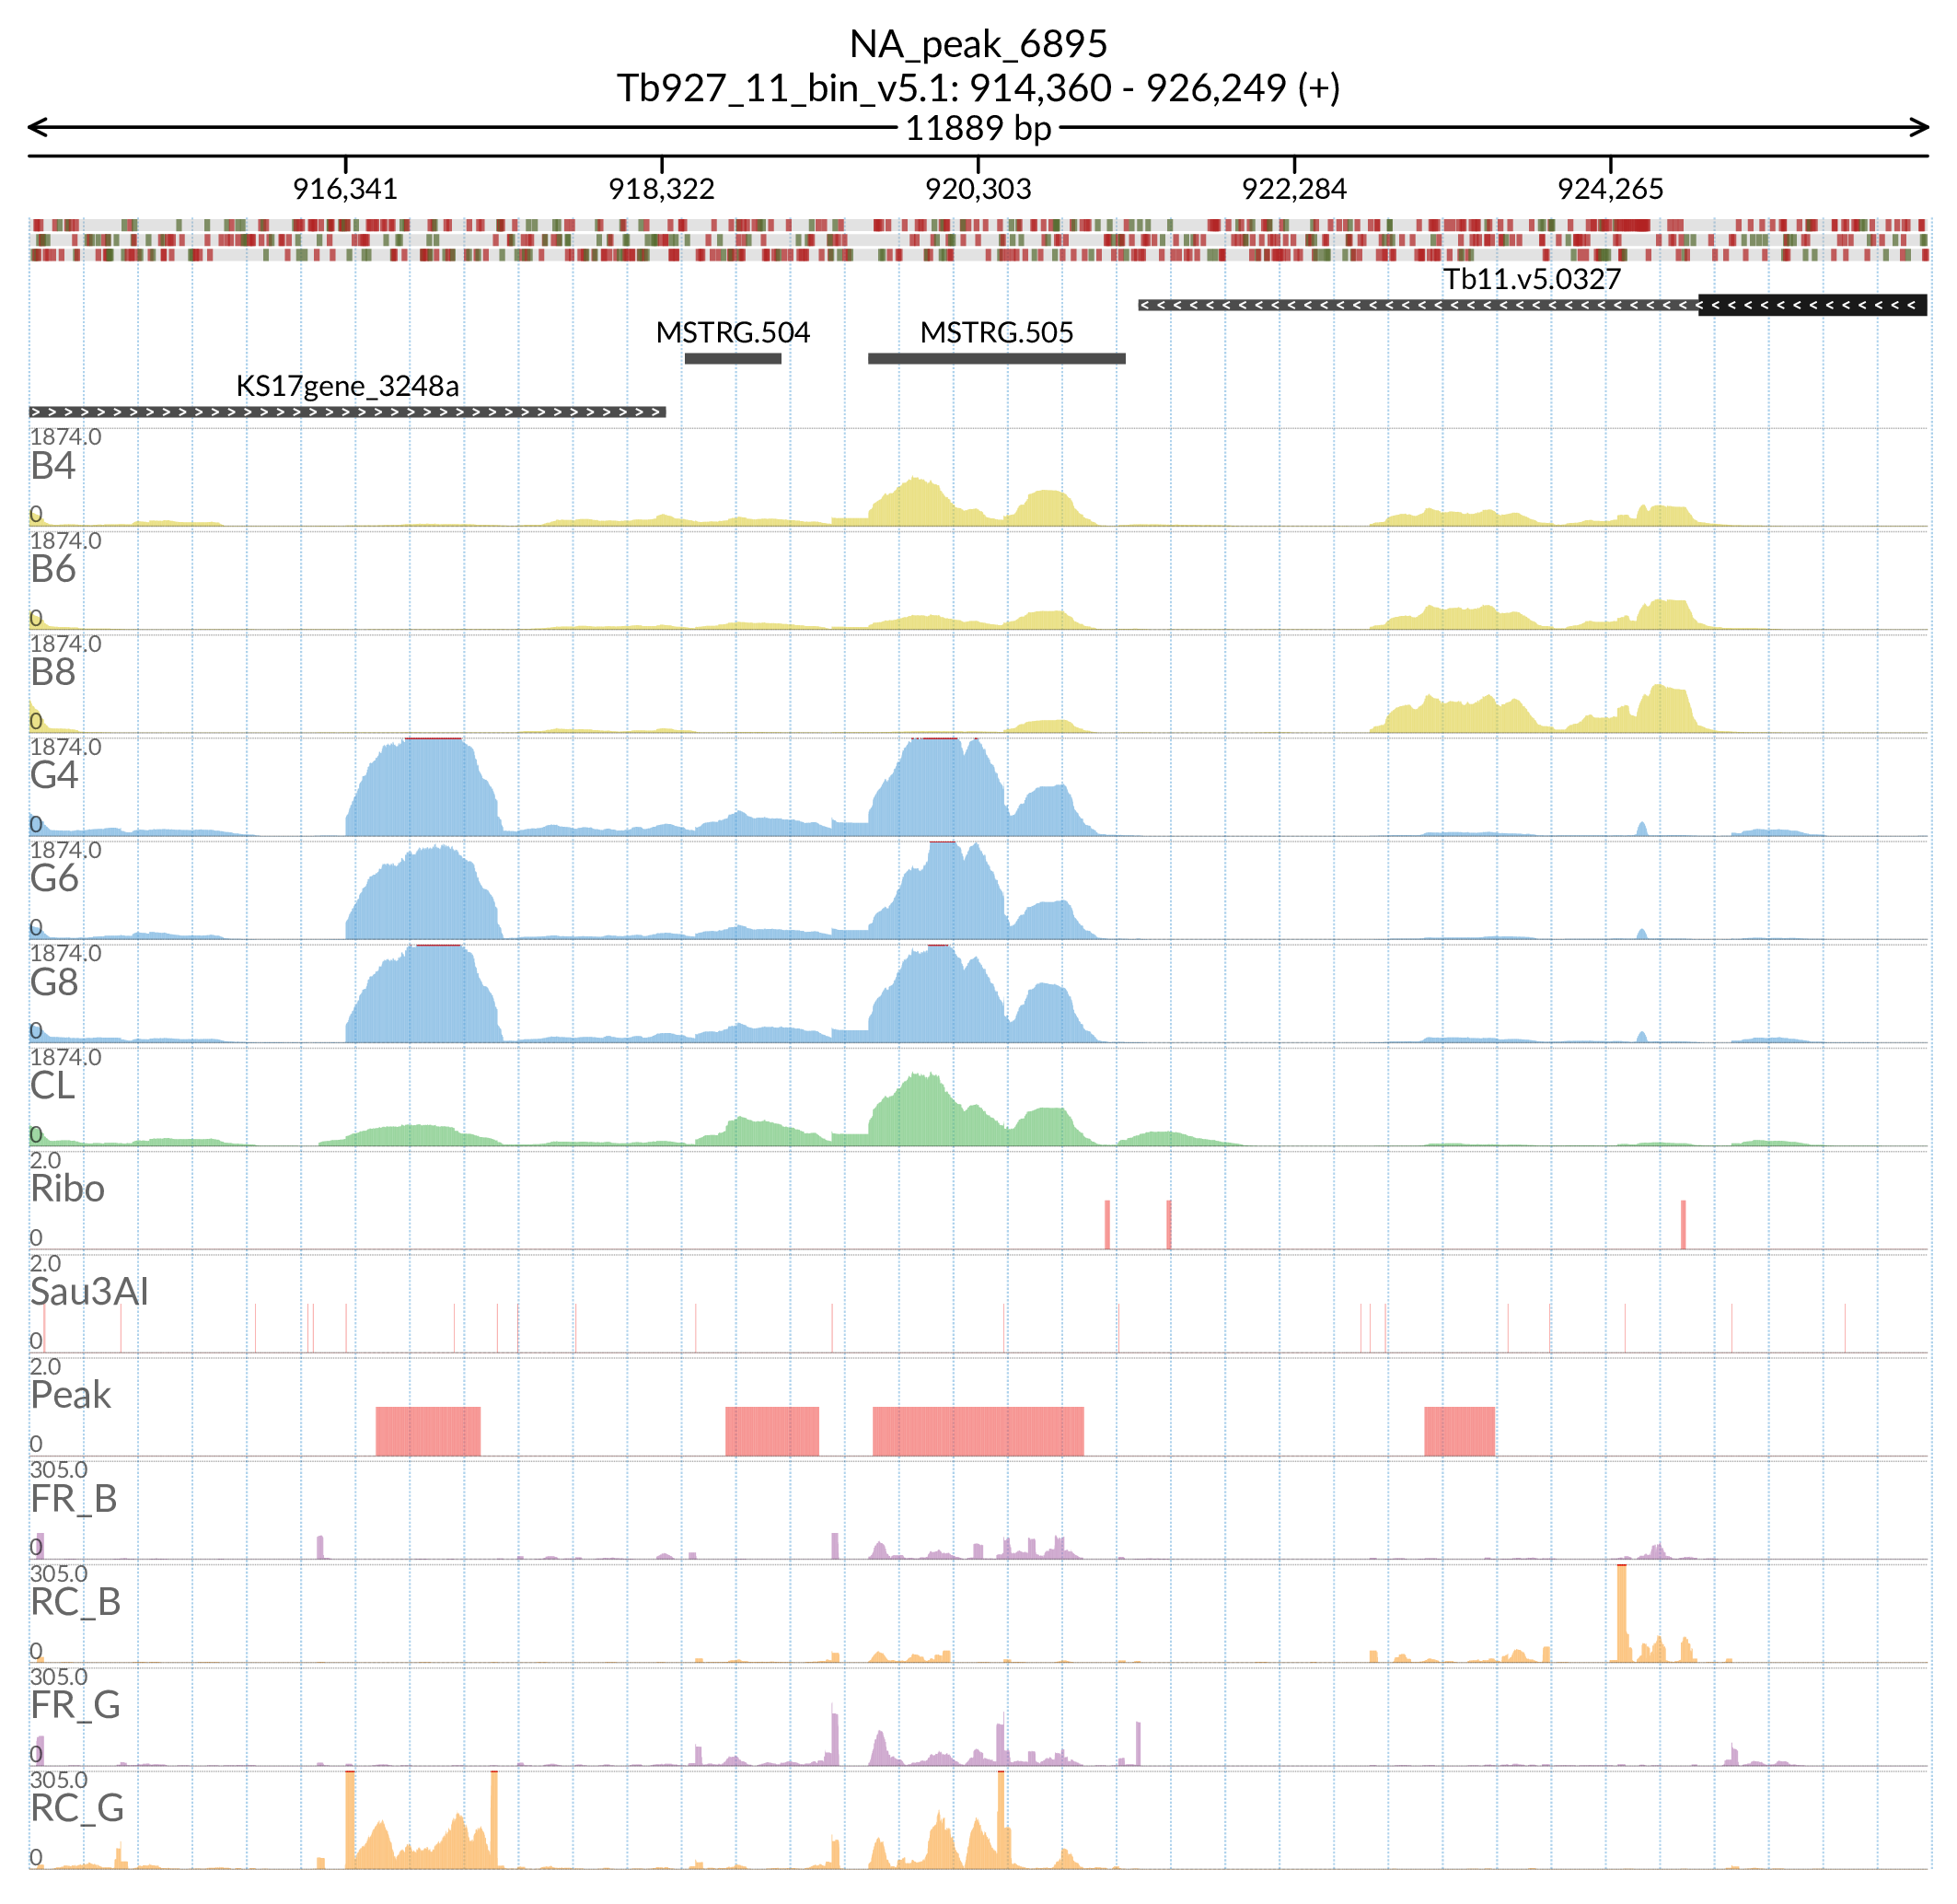 NA_peak_6895
Tb927_11_bin_v5.1: 914,360 - 926,249 (+)
11889 bp
916,341 918,322 920,303 922,284 924,265
Tb11.v5.0327
MSTRG.504 MSTRG.505
KS17gene_3248a
1874.0
B4
0
1874.0
B6
0
1874.0
B8
0
1874.0
G4
0
1874.0
G6
0
1874.0
G8
0
1874.0
CL
0
2.0
Ribo
0
2.0
Sau3AI
0
2.0
Peak
0
305.0
FR_B
0
305.0
RC_B
0
305.0
FR_G
0
305.0
RC_G
0